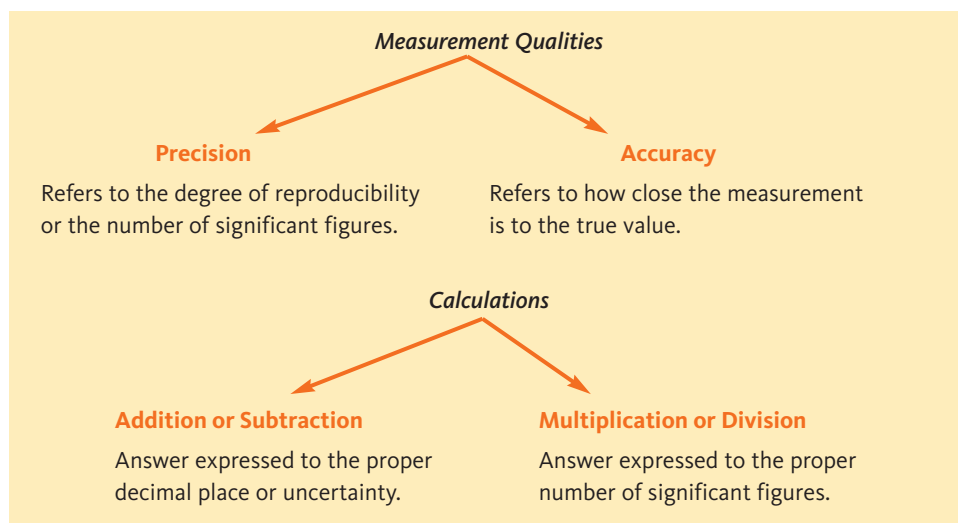 Measurement Qualities
Precision
Refers to the degree of reproducibility
or the number of significant figures.
Accuracy
Refers to how close the measurement
is to the true value.
Calculations
Addition or Subtraction
Answer expressed to the proper
decimal place or uncertainty.
Multiplication or Division
Answer expressed to the proper
number of significant figures.